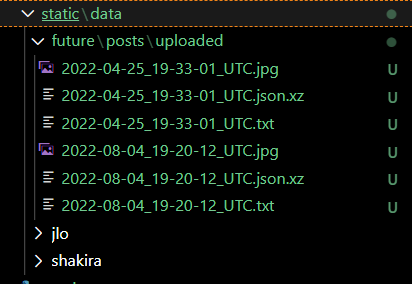 static\data
future\posts\uploaded
2022-04-25_19-33-01_UTC.jpg U
2022-04-25_19-33-01_UTC.json.xz U
2022-04-25_19-33-01_UTC.txt U
2022-08-04_19-20-12_UTC.jpg U
2022-08-04_19-20-12_UTC.json.xz U
2022-08-04_19-20-12_UTC.txt U
jlo
shakira